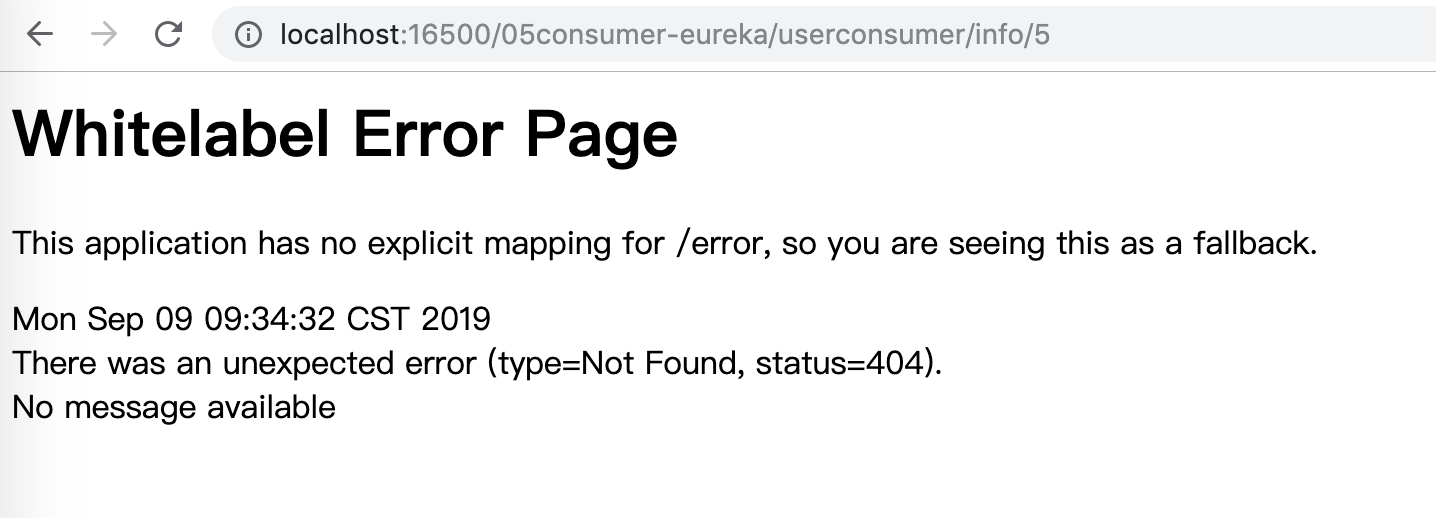 localhost:16500/05consumer-eureka/userconsumer/info/5
Whitelabel Error Page
This application has no explicit mapping for /error, so you are seeing this as a fallback.
Mon Sep 09 09:34:32 CST 2019
There was an unexpected error (type=Not Found, status=404).
No message available